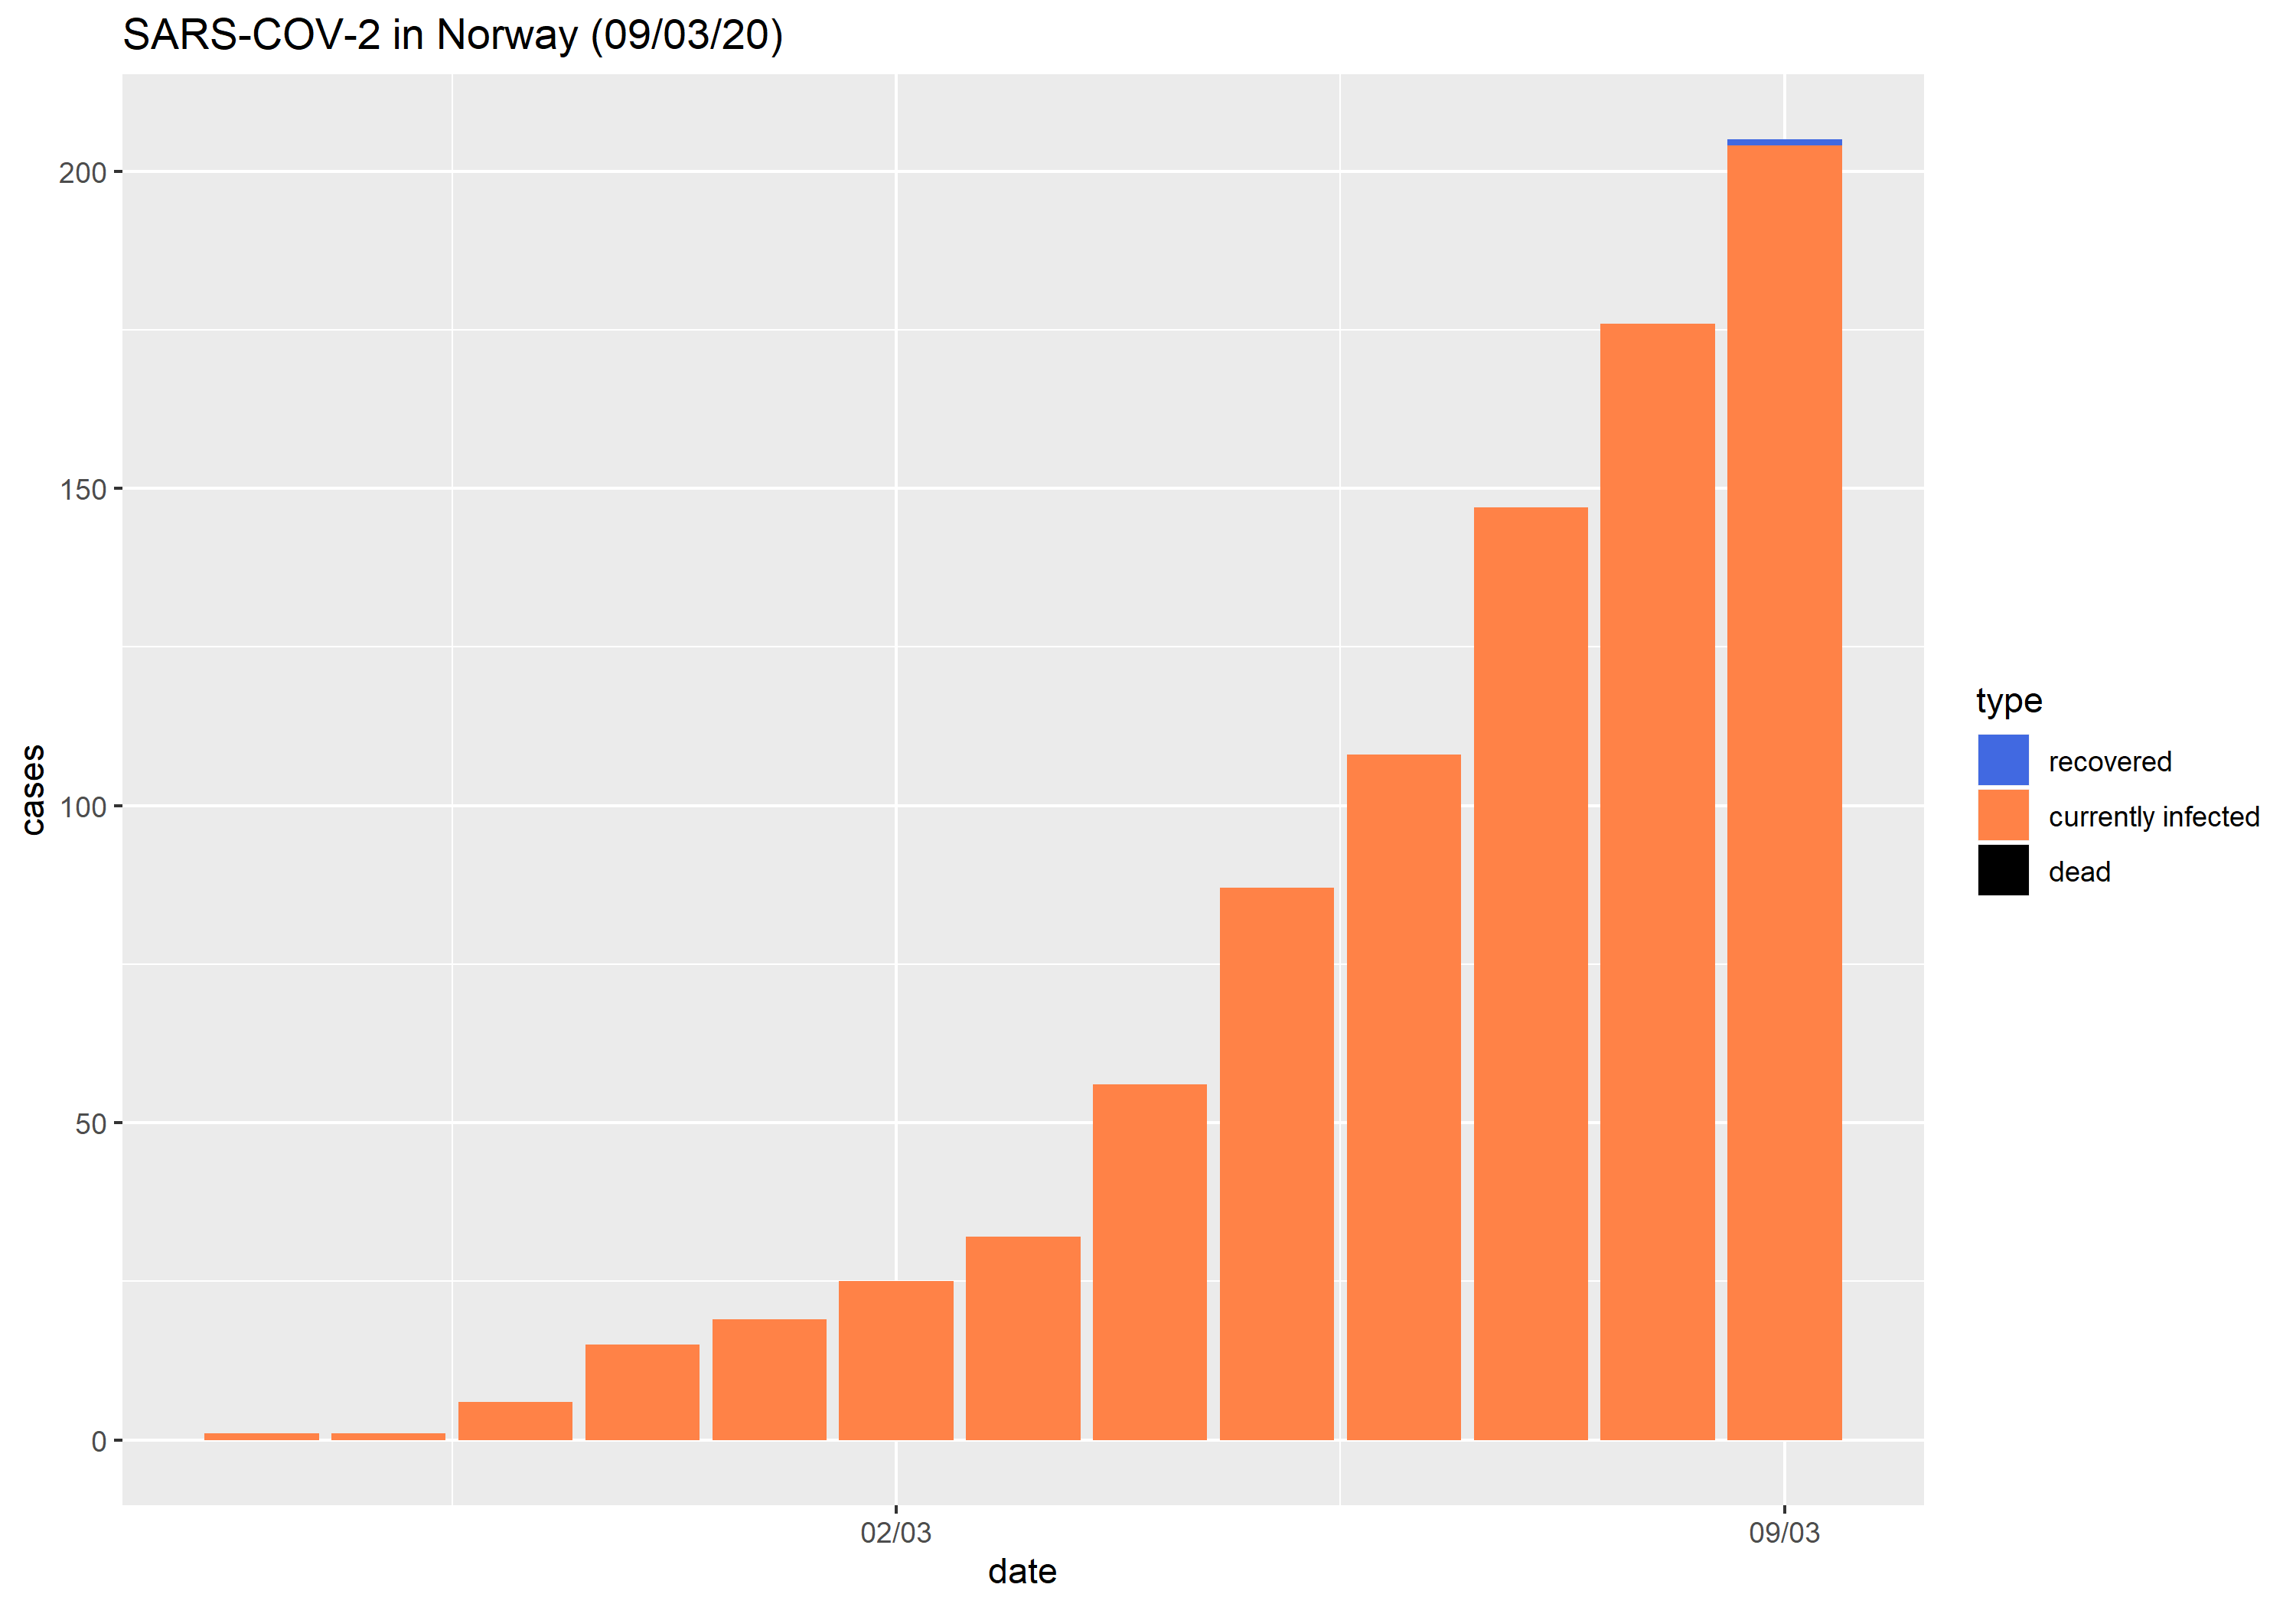 SARS-COV-2 in Norway (09/03/20)
200
150
100
50
0
cases
02/03
09/03
date
type
recovered
currently infected
dead